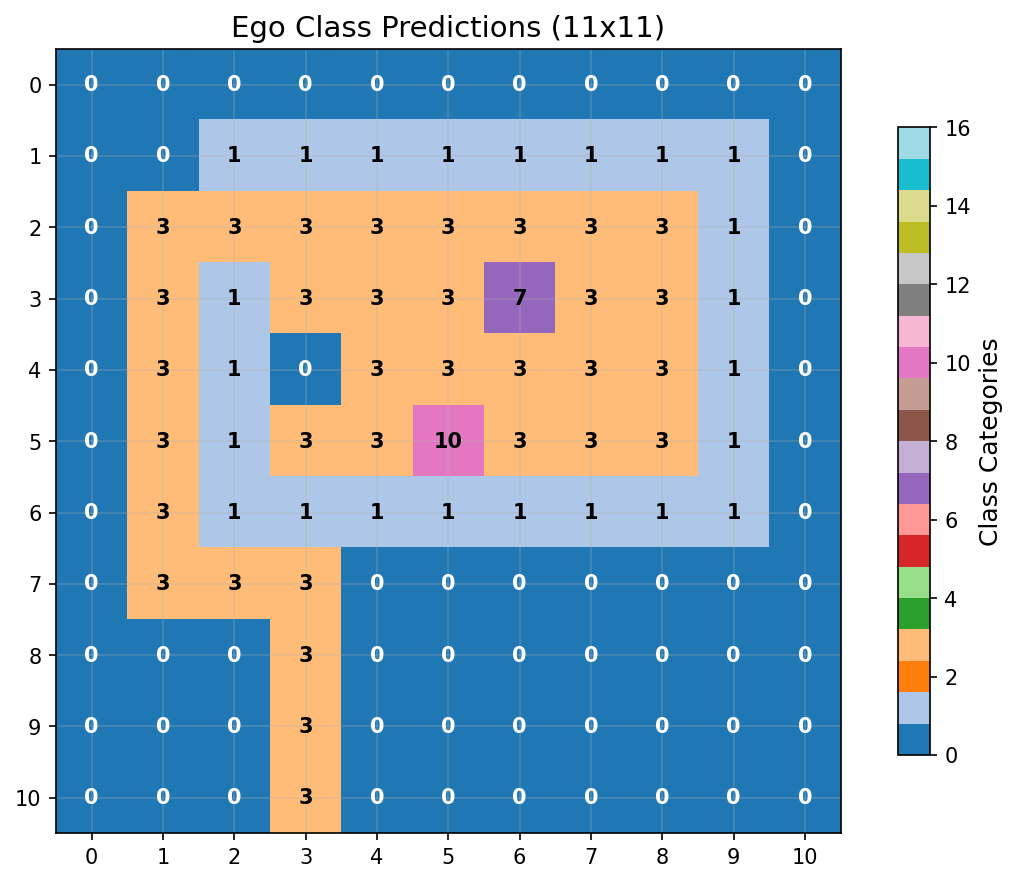 Ego Class Predictions (11x11)
0 0 0 0 0 0 0 0 0 0 0 0
1 0 0 1 1 1 1 1 1 1 1 0
2 0 3 3 3 3 3 3 3 3 1 0
3 0 3 1 3 3 3 7 3 3 1 0
4 0 3 1 0 3 3 3 3 3 1 0
5 0 3 1 3 3 10 3 3 3 1 0
6 0 3 1 1 1 1 1 1 1 1 0
7 0 3 3 3 0 0 0 0 0 0 0
8 0 0 0 3 0 0 0 0 0 0 0
9 0 0 0 3 0 0 0 0 0 0 0
10 0 0 0 3 0 0 0 0 0 0 0
0 1 2 3 4 5 6 7 8 9 10
16
14
12
10
8
6
4
2
0
Class Categories